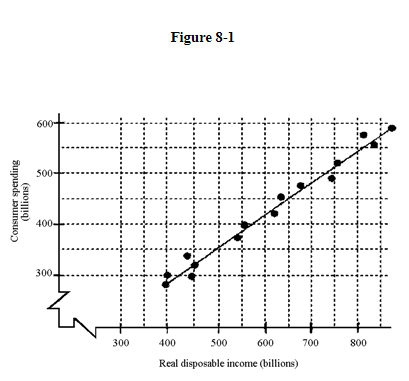 Figure 8-1
600
500
400
300
Consumer spending
(billions)
300 400 500 600 700 800
Real disposable income (billions)